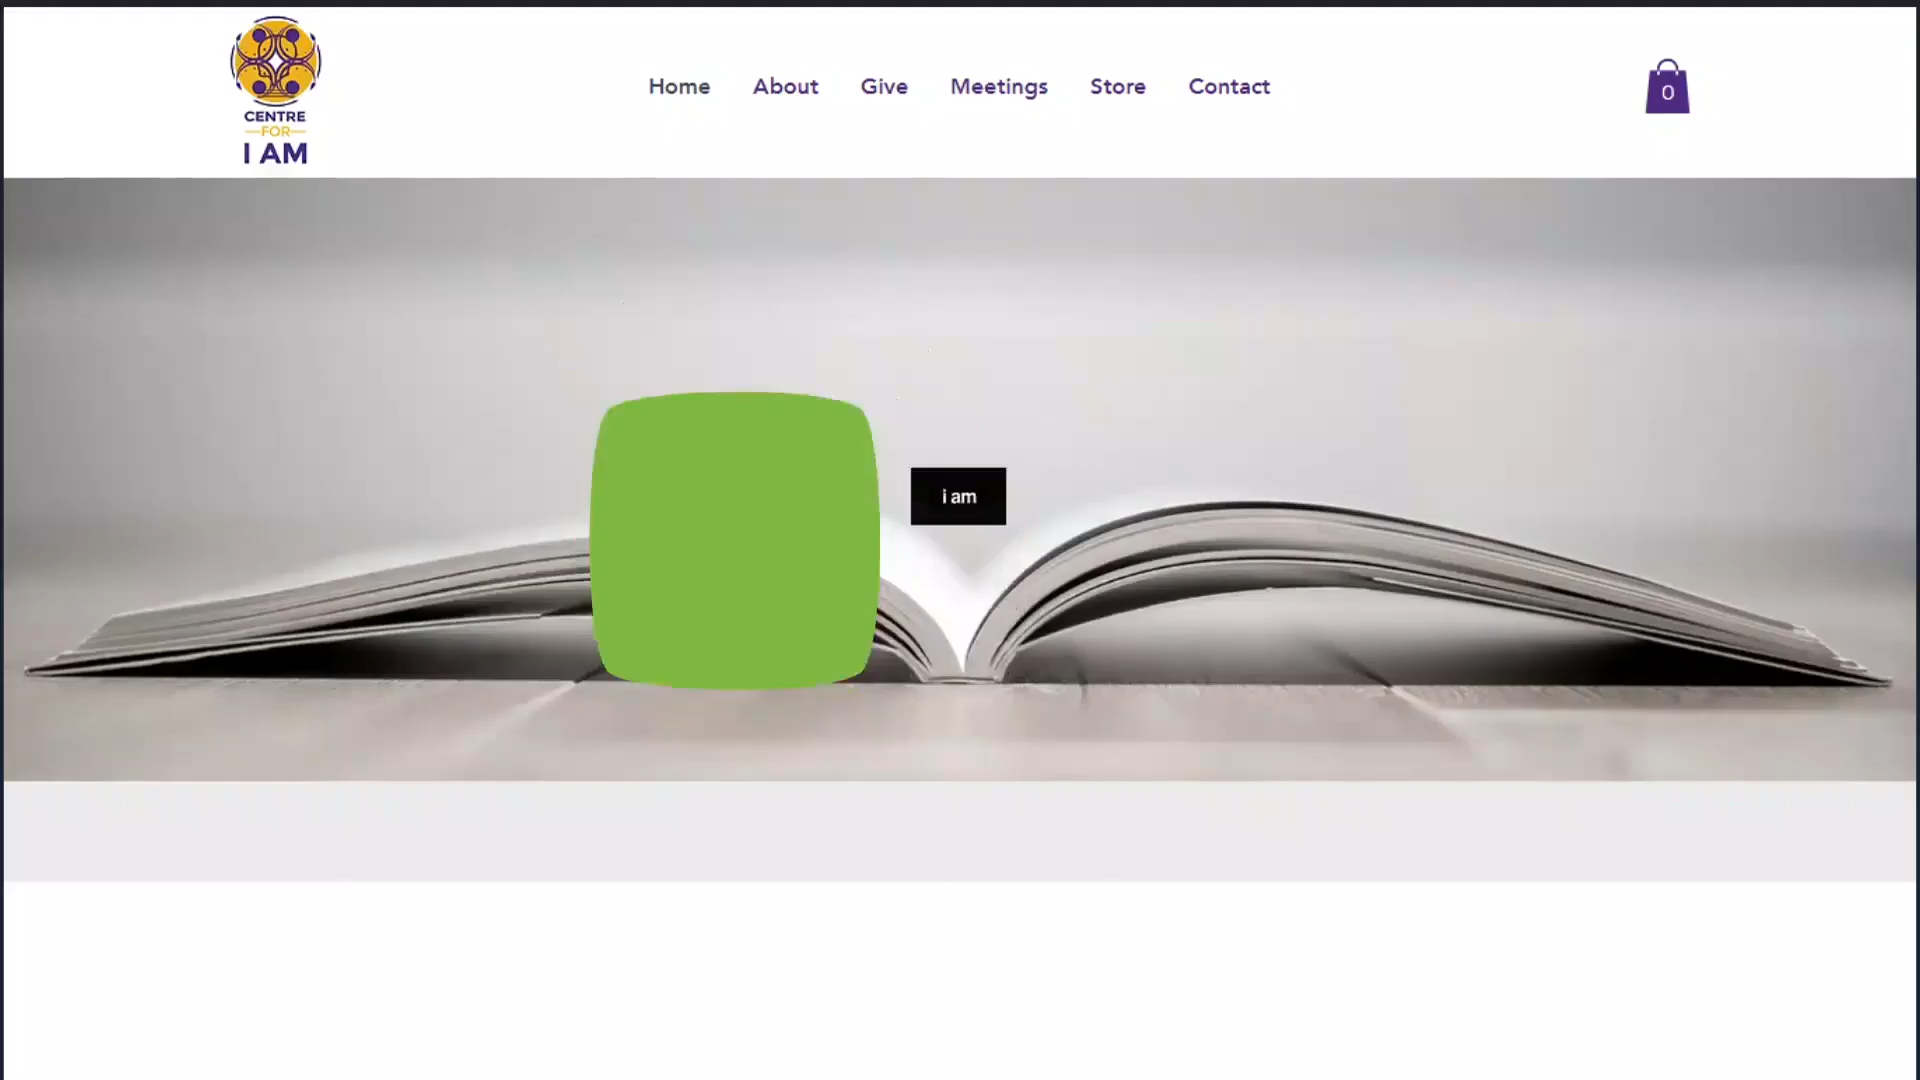 CENTRE
FOR
I AM
Home About Give Meetings Store Contact
0
i am